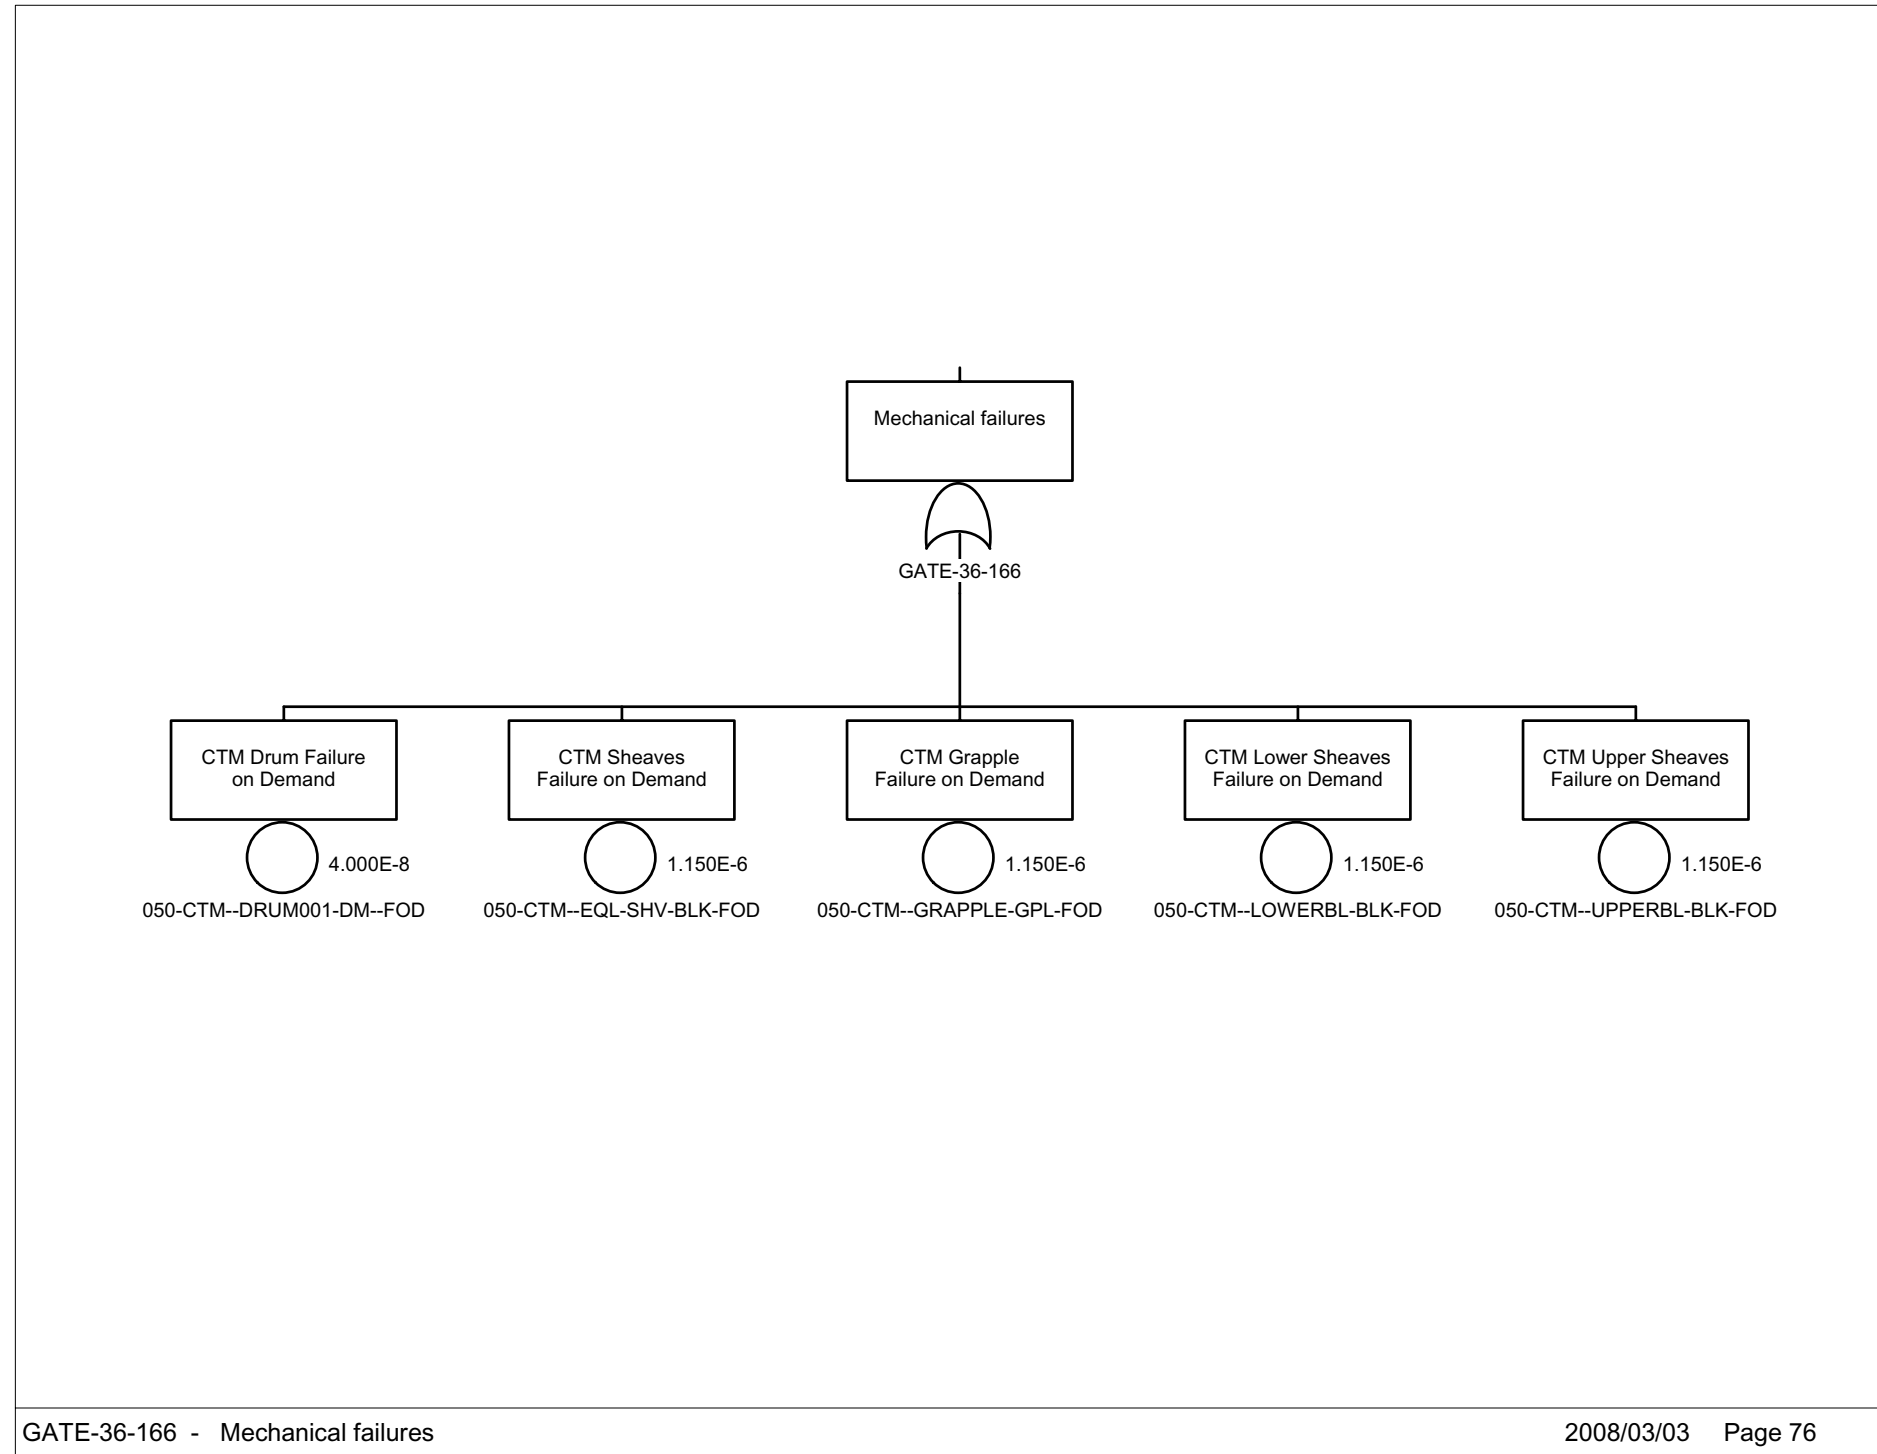 Mechanical failures
GATE-36-166
CTM Drum Failure
on Demand
4.000E-8
050-CTM--DRUM001-DM--FOD
CTM Sheaves
Failure on Demand
1.150E-6
050-CTM--EQL-SHV-BLK-FOD
CTM Grapple
Failure on Demand
1.150E-6
050-CTM--GRAPPLE-GPL-FOD
CTM Lower Sheaves
Failure on Demand
1.150E-6
050-CTM--LOWERBL-BLK-FOD
CTM Upper Sheaves
Failure on Demand
1.150E-6
050-CTM--UPPERBL-BLK-FOD
GATE-36-166 - Mechanical failures
2008/03/03 Page 76